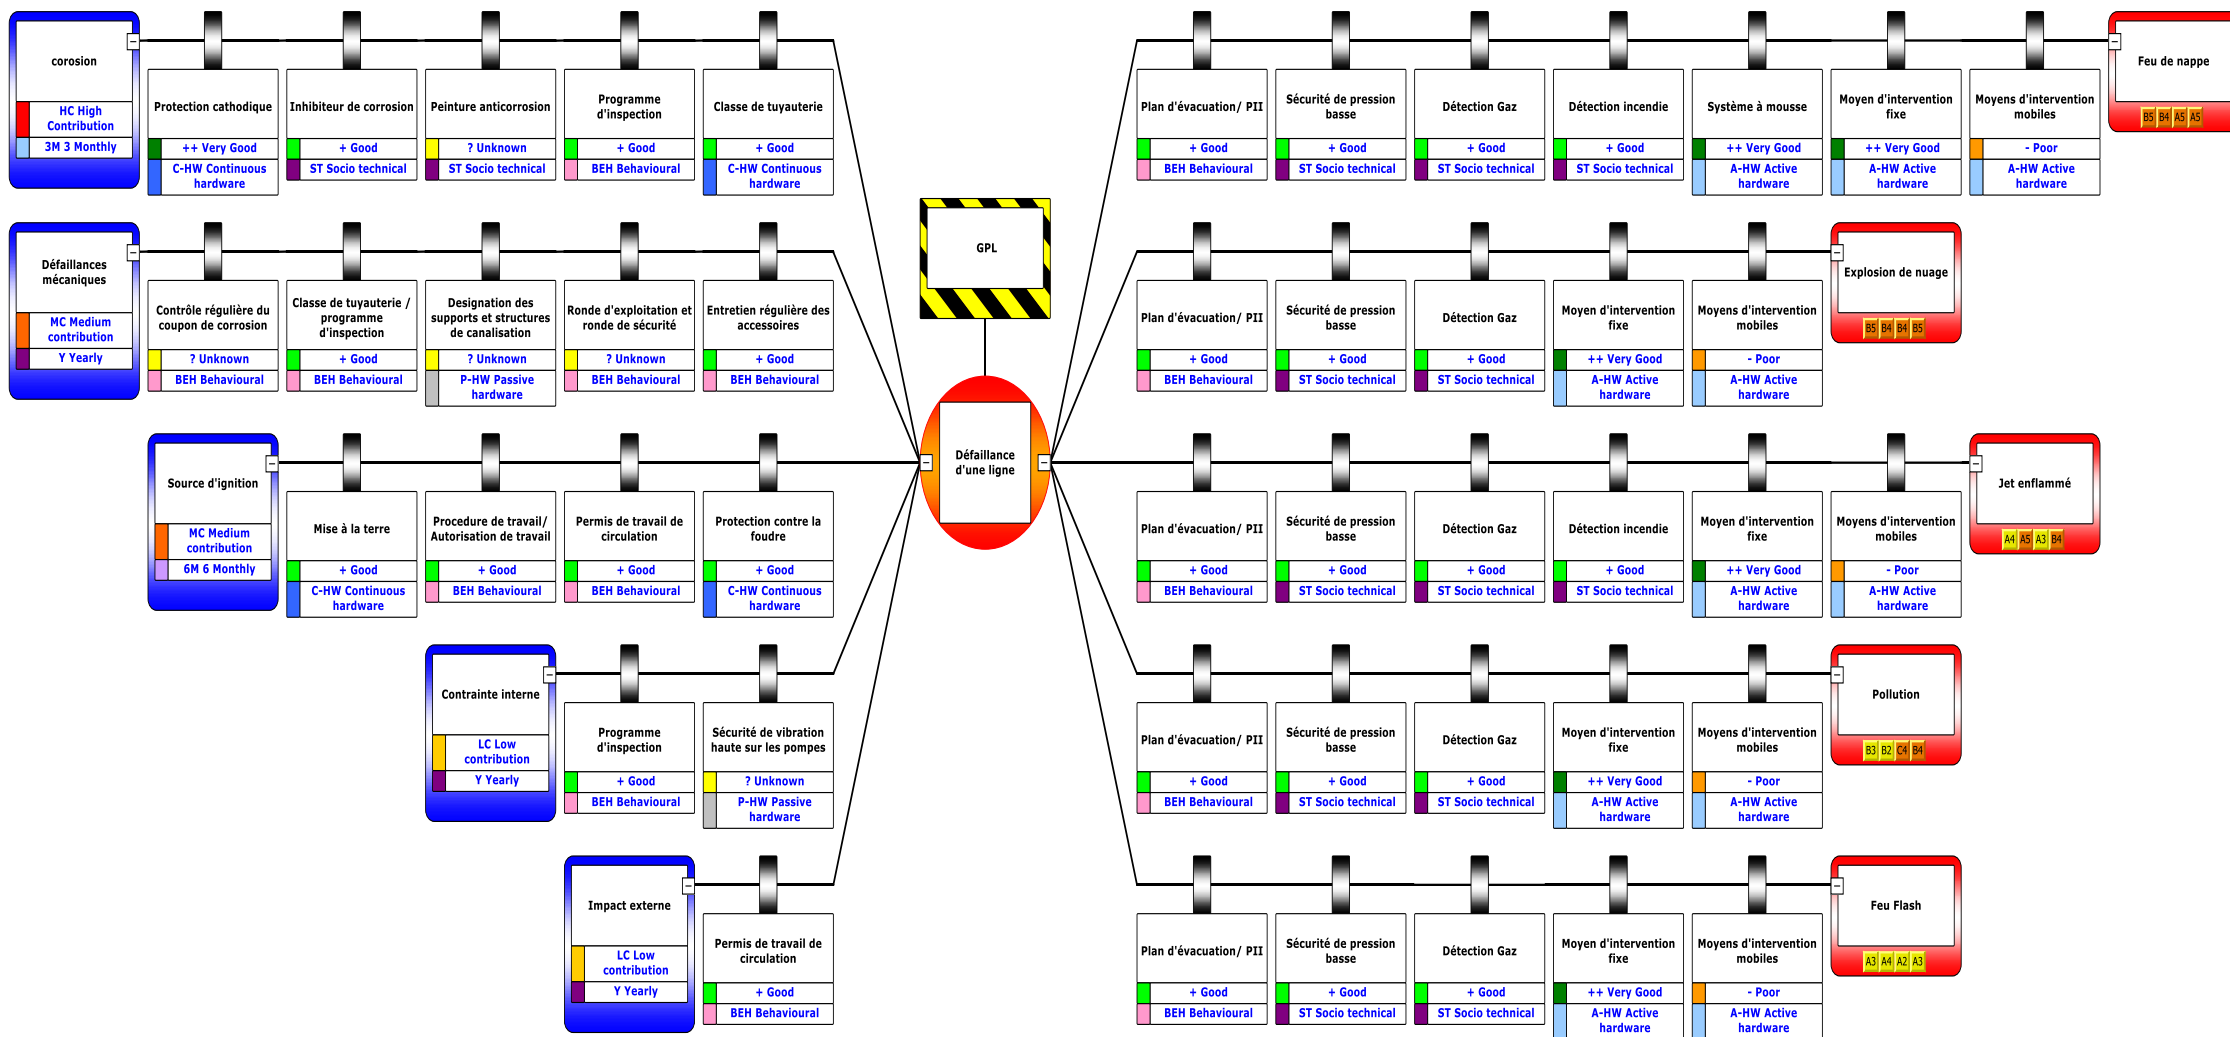 corosion
HC High
Contribution
3M 3 Monthly
Protection cathodique
++ Very Good
C-HW Continuous
hardware
Inhibiteur de corrosion
+ Good
ST Socio technical
Peinture anticorrosion
? Unknown
ST Socio technical
Programme
d'inspection
+ Good
BEH Behavioural
Classe de tuyauterie
+ Good
C-HW Continuous
hardware
Défaillances
mécaniques
MC Medium
contribution
Y Yearly
Contrôle régulière du
coupon de corrosion
? Unknown
BEH Behavioural
Classe de tuyauterie /
programme
d'inspection
+ Good
BEH Behavioural
Designation des
supports et structures
de canalisation
? Unknown
P-HW Passive
hardware
Ronde d'exploitation et
ronde de sécurité
? Unknown
BEH Behavioural
Entretien régulière des
accessoires
+ Good
BEH Behavioural
Source d'ignition
MC Medium
contribution
6M 6 Monthly
Mise à la terre
+ Good
C-HW Continuous
hardware
Procedure de travail/
Autorisation de travail
+ Good
BEH Behavioural
Permis de travail de
circulation
+ Good
BEH Behavioural
Protection contre la
foudre
+ Good
C-HW Continuous
hardware
Contrainte interne
LC Low
contribution
Y Yearly
Programme
d'inspection
+ Good
BEH Behavioural
Sécurité de vibration
haute sur les pompes
? Unknown
P-HW Passive
hardware
Impact externe
LC Low
contribution
Y Yearly
Permis de travail de
circulation
+ Good
BEH Behavioural
GPL
Défaillance
d'une ligne
Plan d'évacuation/ PII
+ Good
BEH Behavioural
Sécurité de pression
basse
+ Good
ST Socio technical
Détection Gaz
+ Good
ST Socio technical
Détection incendie
+ Good
ST Socio technical
Système à mousse
++ Very Good
A-HW Active
hardware
Moyen d'intervention
fixe
++ Very Good
A-HW Active
hardware
Moyens d'intervention
mobiles
- Poor
A-HW Active
hardware
Feu de nappe
B5 B4 A5 A5
Plan d'évacuation/ PII
+ Good
BEH Behavioural
Sécurité de pression
basse
+ Good
ST Socio technical
Détection Gaz
+ Good
ST Socio technical
Moyen d'intervention
fixe
++ Very Good
A-HW Active
hardware
Moyens d'intervention
mobiles
- Poor
A-HW Active
hardware
Explosion de nuage
B5 B4 B4 B5
Plan d'évacuation/ PII
+ Good
BEH Behavioural
Sécurité de pression
basse
+ Good
ST Socio technical
Détection Gaz
+ Good
ST Socio technical
Détection incendie
+ Good
ST Socio technical
Moyen d'intervention
fixe
++ Very Good
A-HW Active
hardware
Moyens d'intervention
mobiles
- Poor
A-HW Active
hardware
Jet enflammé
A4 A5 A3 B4
Plan d'évacuation/ PII
+ Good
BEH Behavioural
Sécurité de pression
basse
+ Good
ST Socio technical
Détection Gaz
+ Good
ST Socio technical
Moyen d'intervention
fixe
++ Very Good
A-HW Active
hardware
Moyens d'intervention
mobiles
- Poor
A-HW Active
hardware
Pollution
B3 B2 C4 B4
Plan d'évacuation/ PII
+ Good
BEH Behavioural
Sécurité de pression
basse
+ Good
ST Socio technical
Détection Gaz
+ Good
ST Socio technical
Moyen d'intervention
fixe
++ Very Good
A-HW Active
hardware
Moyens d'intervention
mobiles
- Poor
A-HW Active
hardware
Feu Flash
A3 A4 A2 A3